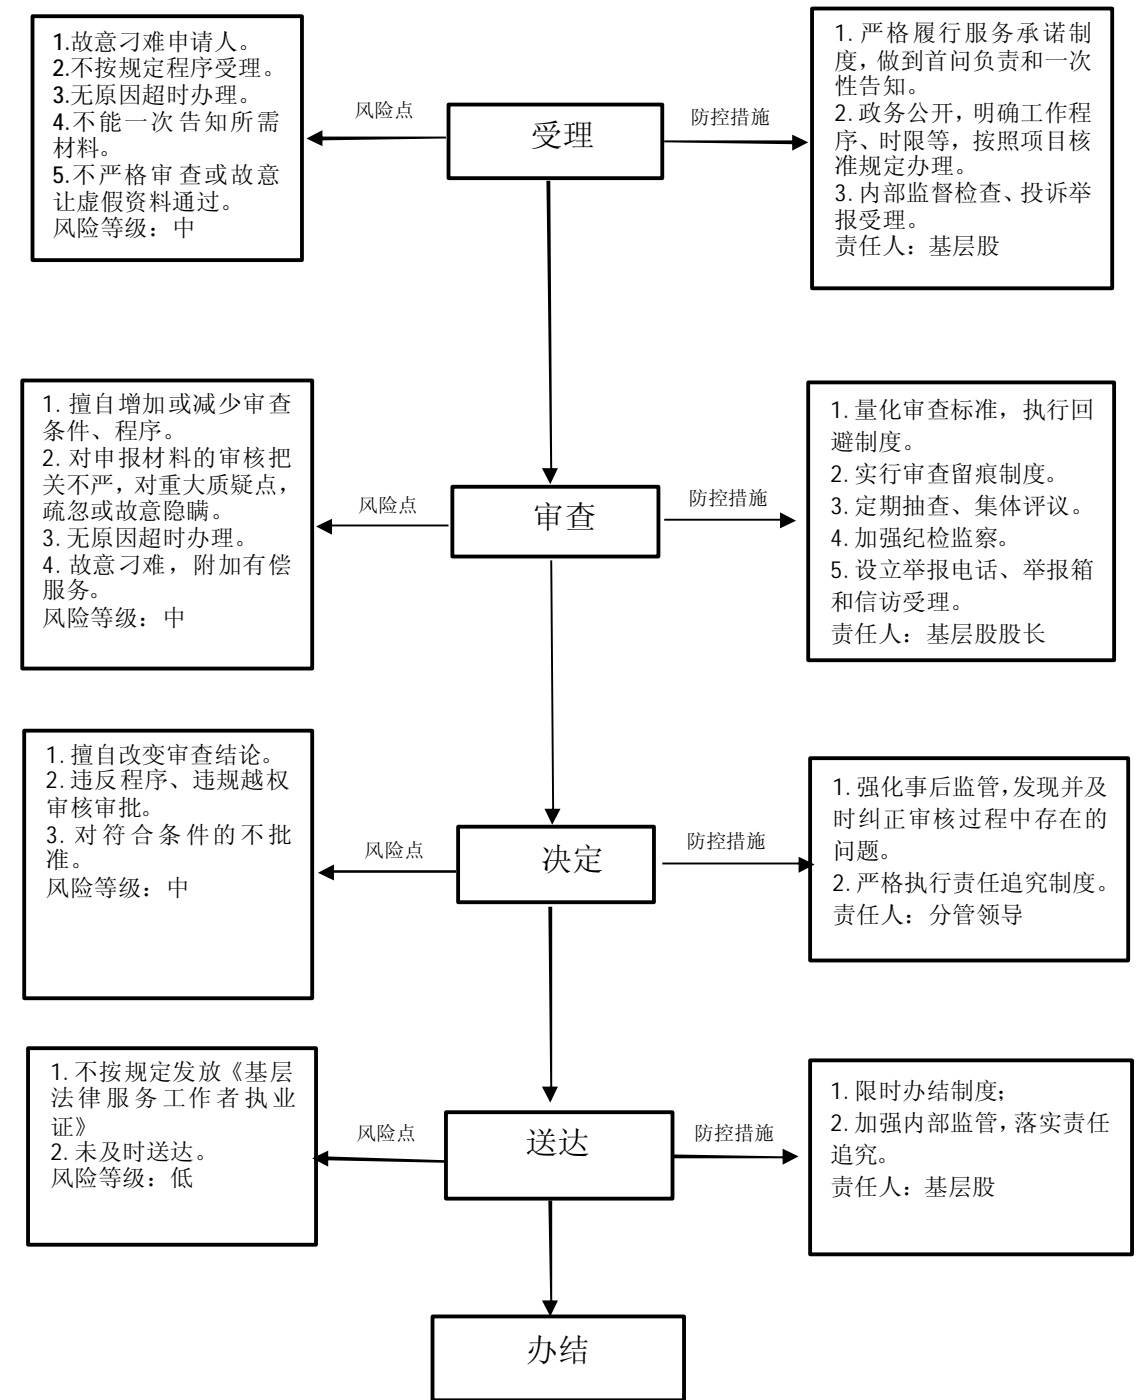 1.故意刁难申请人。
2.不按规定程序受理。
3.无原因超时办理。
4.不能一次告知所需
材料。
5.不严格审查或故意
让虚假资料通过。
风险等级：中
风险点
受理
防控措施
1. 严格履行服务承诺制
度，做到首问负责和一次
性告知。
2. 政务公开，明确工作程
序、时限等，按照项目核
准规定办理。
3. 内部监督检查、投诉举
报受理。
责任人：基层股
1. 擅自增加或减少审查
条件、程序。
2. 对申报材料的审核把
关不严，对重大质疑点，
疏忽或故意隐瞒。
3. 无原因超时办理。
4. 故意刁难，附加有偿
服务。
风险等级：中
风险点
审查
防控措施
1. 量化审查标准，执行回
避制度。
2. 实行审查留痕制度。
3. 定期抽查、集体评议。
4. 加强纪检监察。
5. 设立举报电话、举报箱
和信访受理。
责任人：基层股股长
1. 擅自改变审查结论。
2. 违反程序、违规越权
审核审批。
3. 对符合条件的不批
准。
风险等级：中
风险点
决定
防控措施
1. 强化事后监管，发现并及
时纠正审核过程中存在的
问题。
2. 严格执行责任追究制度。
责任人：分管领导
1. 不按规定发放《基层
法律服务工作者执业
证》
2. 未及时送达。
风险等级：低
风险点
送达
防控措施
1. 限时办结制度；
2. 加强内部监管，落实责任
追究。
责任人：基层股
办结